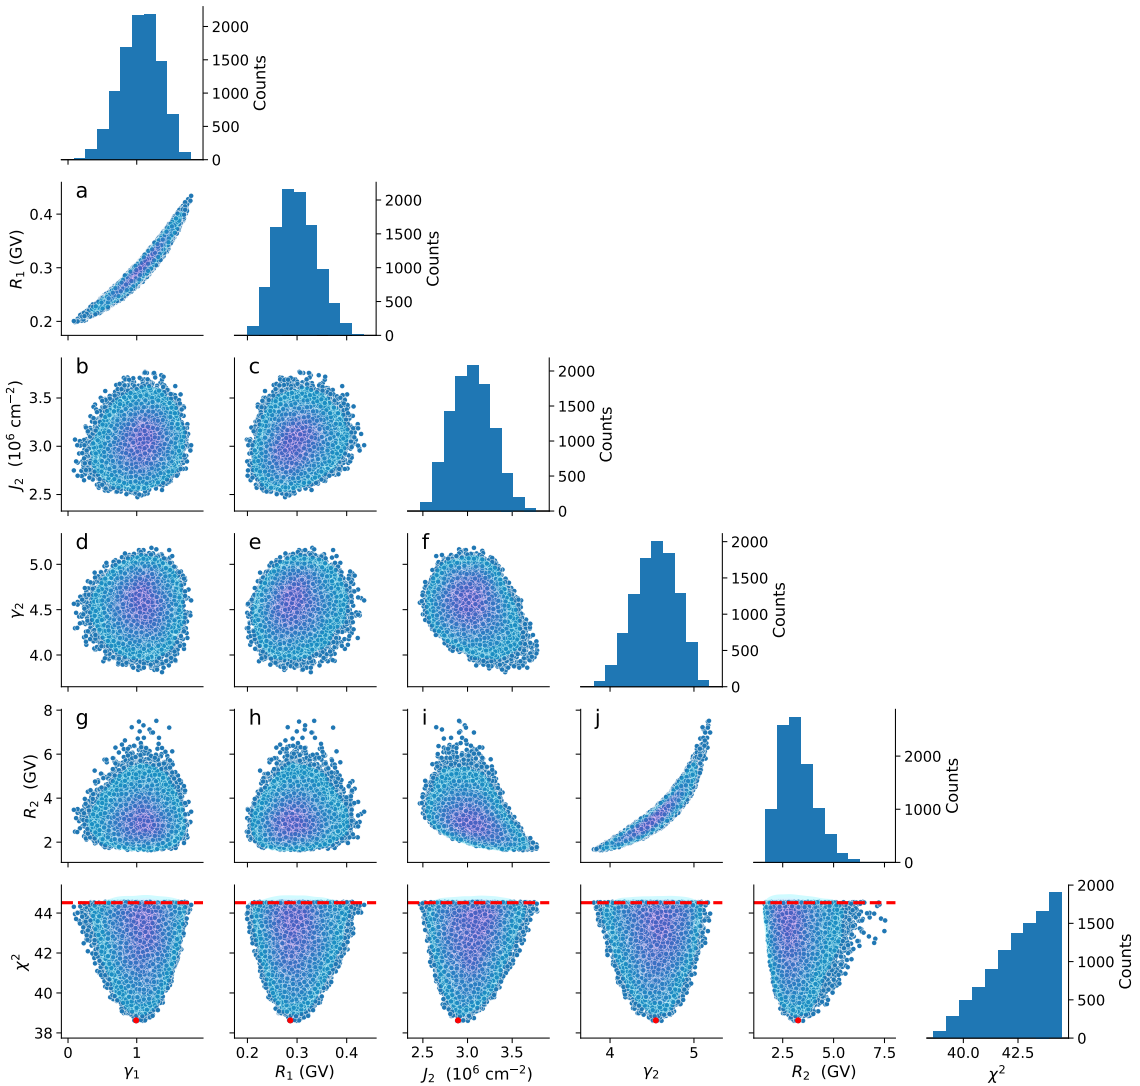 2000
1500
1000
500
0
Counts
a
R₁ (GV)
0.4
0.3
0.2
2000
1500
1000
500
0
Counts
b
c
J₂ (10⁶ cm⁻²)
3.5
3.0
2.5
2000
1500
1000
500
0
Counts
d
e
f
γ₂
5.0
4.5
4.0
2000
1500
1000
500
0
Counts
g
h
i
j
R₂ (GV)
8
6
4
2
2000
1000
0
Counts
χ²
44
42
40
38
2000
1500
1000
500
0
Counts
0 1
0.2 0.3 0.4
2.5 3.0 3.5
4 5
2.5 5.0 7.5
40.0 42.5
γ₁
R₁ (GV)
J₂ (10⁶ cm⁻²)
γ₂
R₂ (GV)
χ²